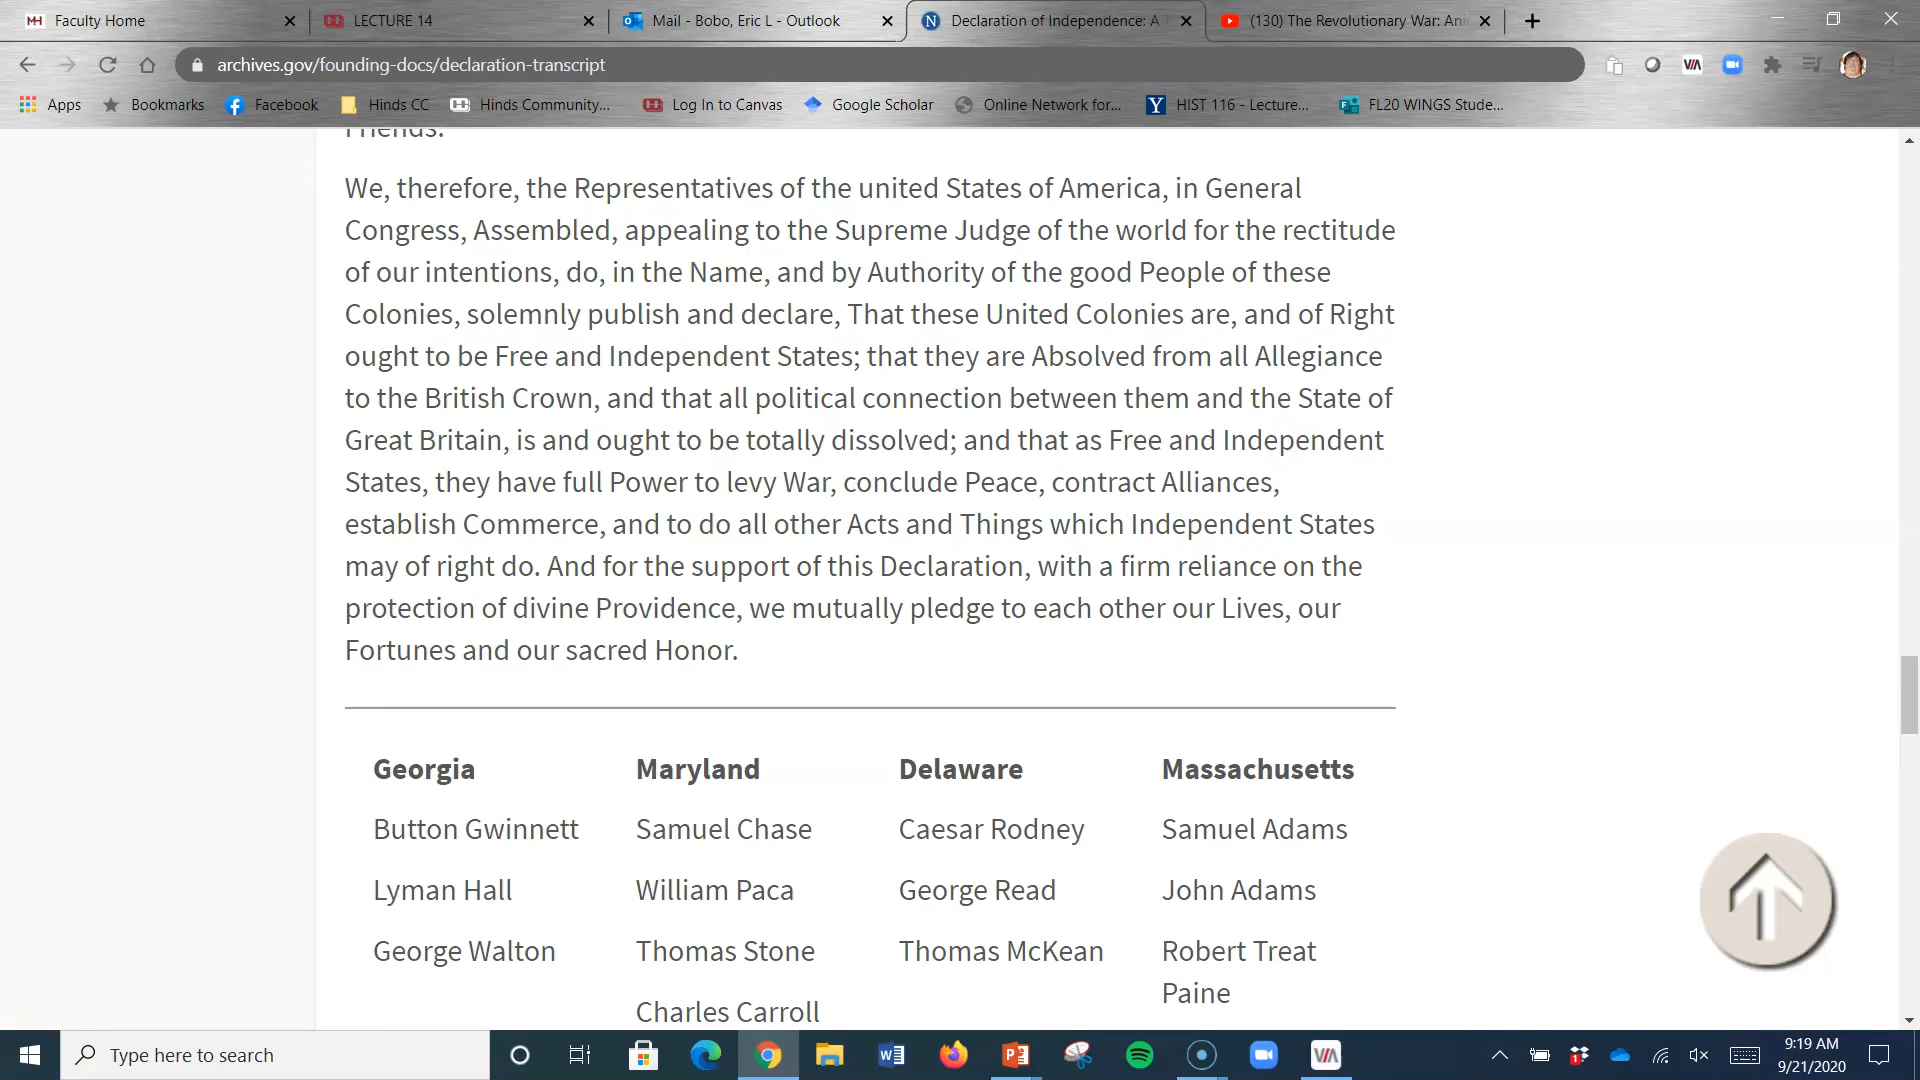 Faculty Home
LECTURE 14
Mail - Bobo, Eric L - Outlook
Declaration of Independence: A T
(130) The Revolutionary War: Ani
archives.gov/founding-docs/declaration-transcript
Apps
Bookmarks
Facebook
Hinds CC
Hinds Community...
Log In to Canvas
Google Scholar
Online Network for...
HIST 116 - Lecture...
FL20 WINGS Stude...
Friends.
We, therefore, the Representatives of the united States of America, in General
Congress, Assembled, appealing to the Supreme Judge of the world for the rectitude
of our intentions, do, in the Name, and by Authority of the good People of these
Colonies, solemnly publish and declare, That these United Colonies are, and of Right
ought to be Free and Independent States; that they are Absolved from all Allegiance
to the British Crown, and that all political connection between them and the State of
Great Britain, is and ought to be totally dissolved; and that as Free and Independent
States, they have full Power to levy War, conclude Peace, contract Alliances,
establish Commerce, and to do all other Acts and Things which Independent States
may of right do. And for the support of this Declaration, with a firm reliance on the
protection of divine Providence, we mutually pledge to each other our Lives, our
Fortunes and our sacred Honor.
Georgia
Button Gwinnett
Lyman Hall
George Walton
Maryland
Samuel Chase
William Paca
Thomas Stone
Charles Carroll
Delaware
Caesar Rodney
George Read
Thomas McKean
Massachusetts
Samuel Adams
John Adams
Robert Treat
Paine
Type here to search
9:19 AM
9/21/2020